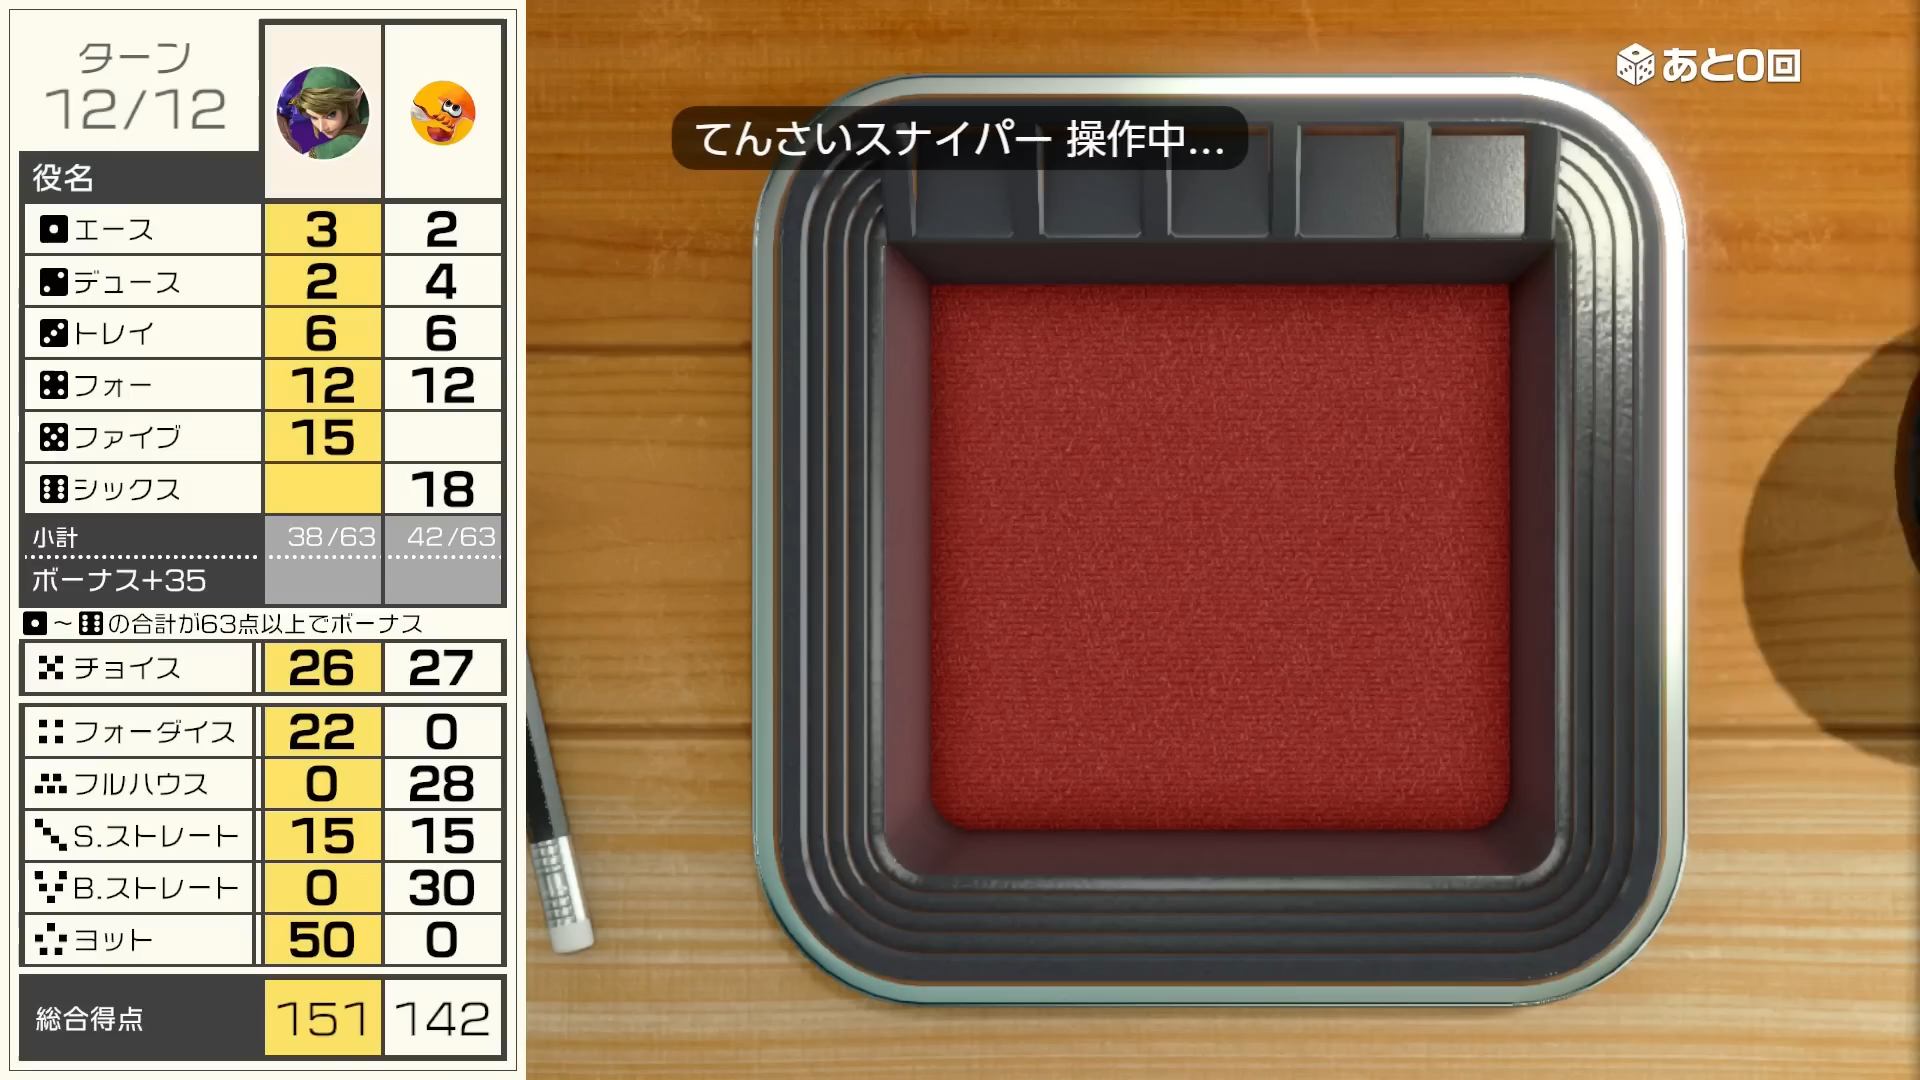 ターン
12/12
あと0回
てんさいスナイパー 操作中...
役名
エース 3 2
デュース 2 4
トレイ 6 6
フォー 12 12
ファイブ 15
シックス 18
小計 38/63 42/63
ボーナス+35
~ の合計が63点以上でボーナス
チョイス 26 27
フォーダイス 22 0
フルハウス 0 28
S.ストレート 15 15
B.ストレート 0 30
ヨット 50 0
総合得点 151 142